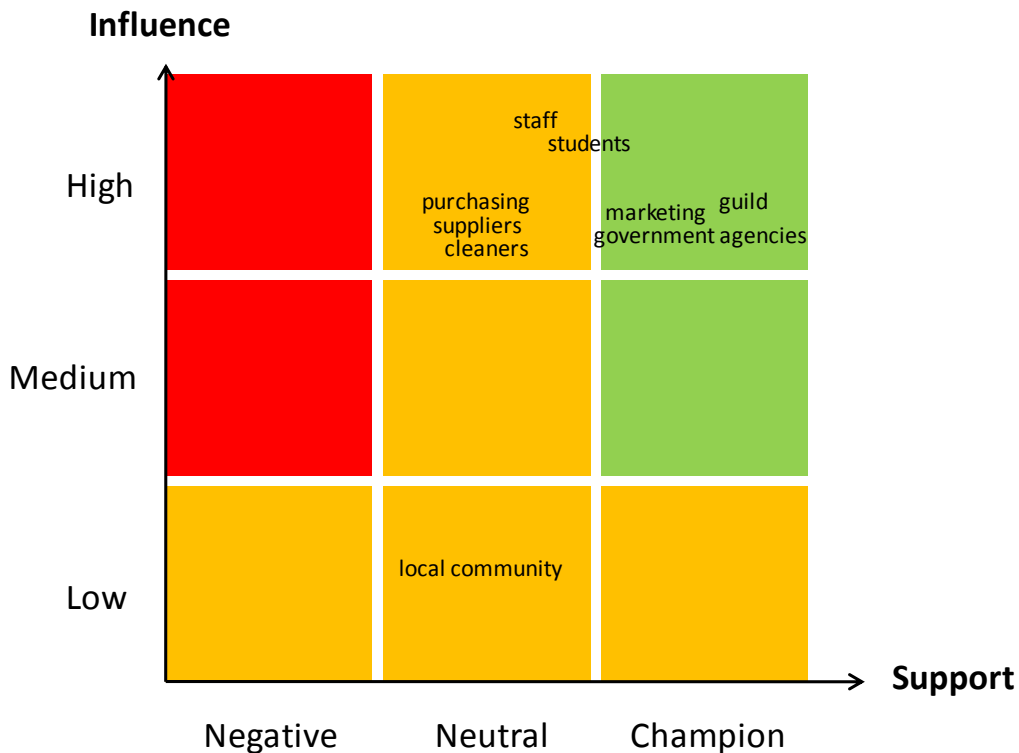 Influence
staff
students
High
purchasing
suppliers
cleaners
marketing
guild
government agencies
Medium
local community
Low
Support
Negative
Neutral
Champion